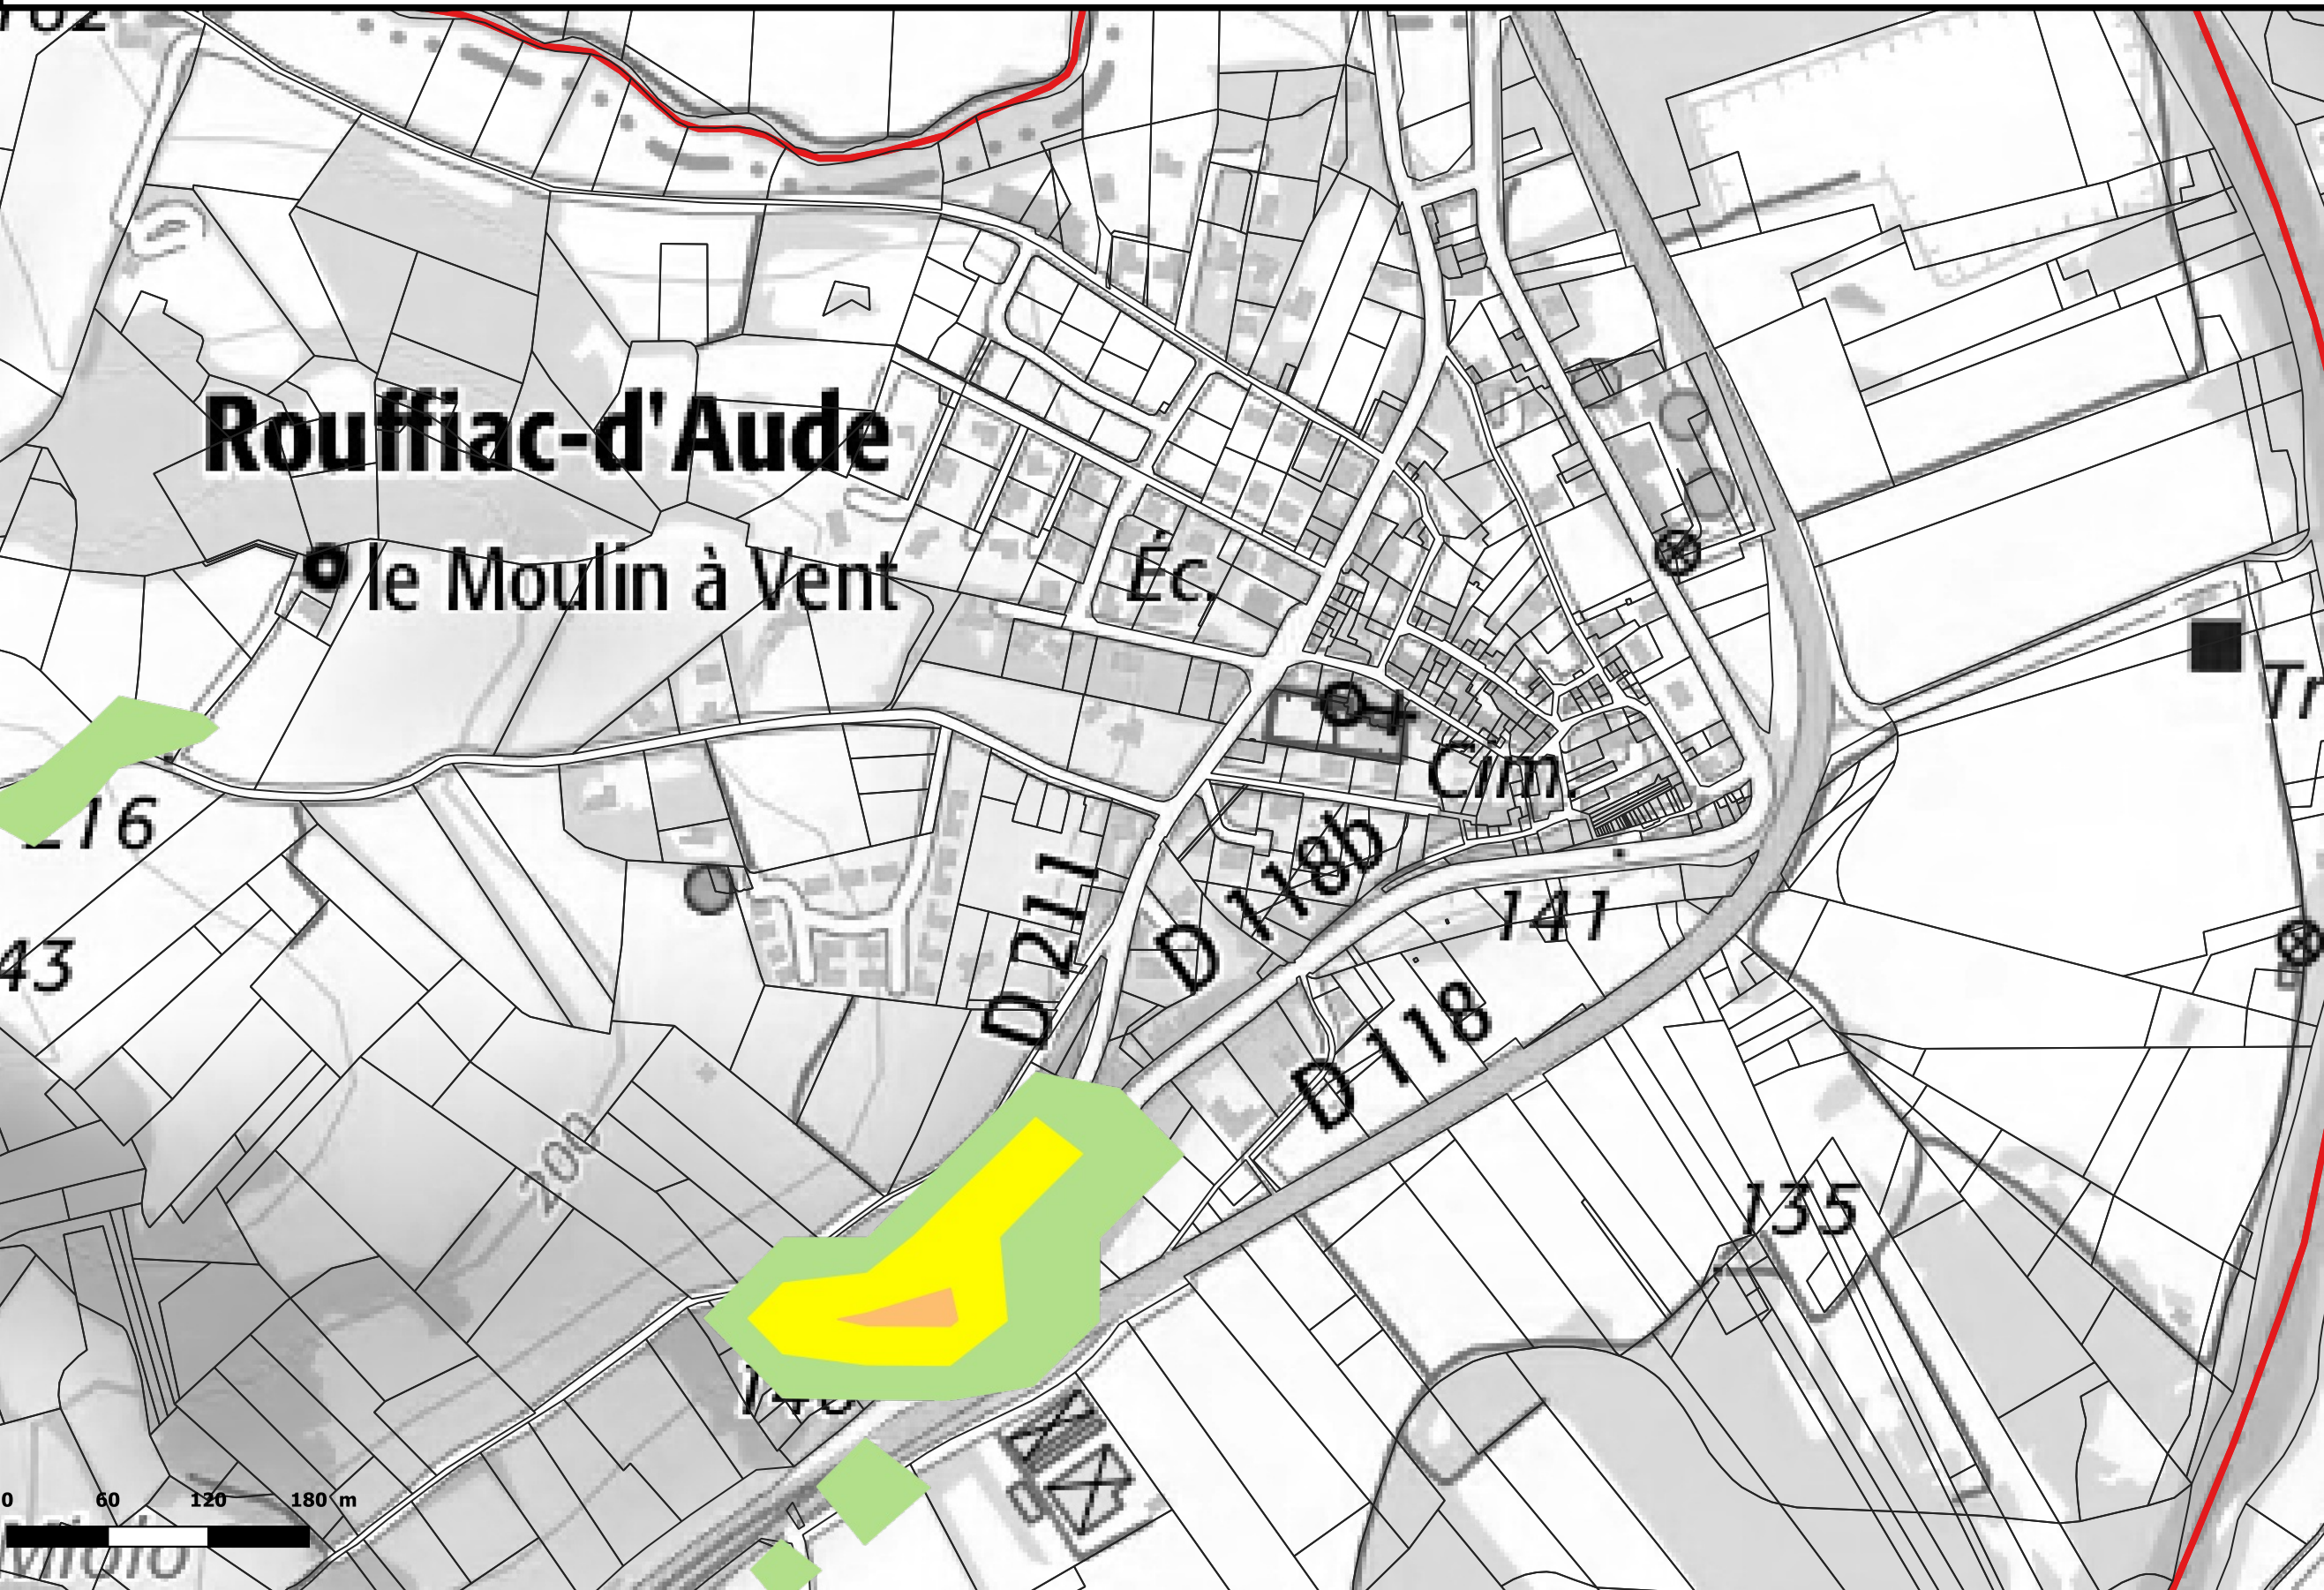 Rouffiac-d'Aude
le Moulin à Vent
Éc.
Tr
Cim.
216
D 118b
D 211
141
43
D 118
200
135
0 60 120 180 m